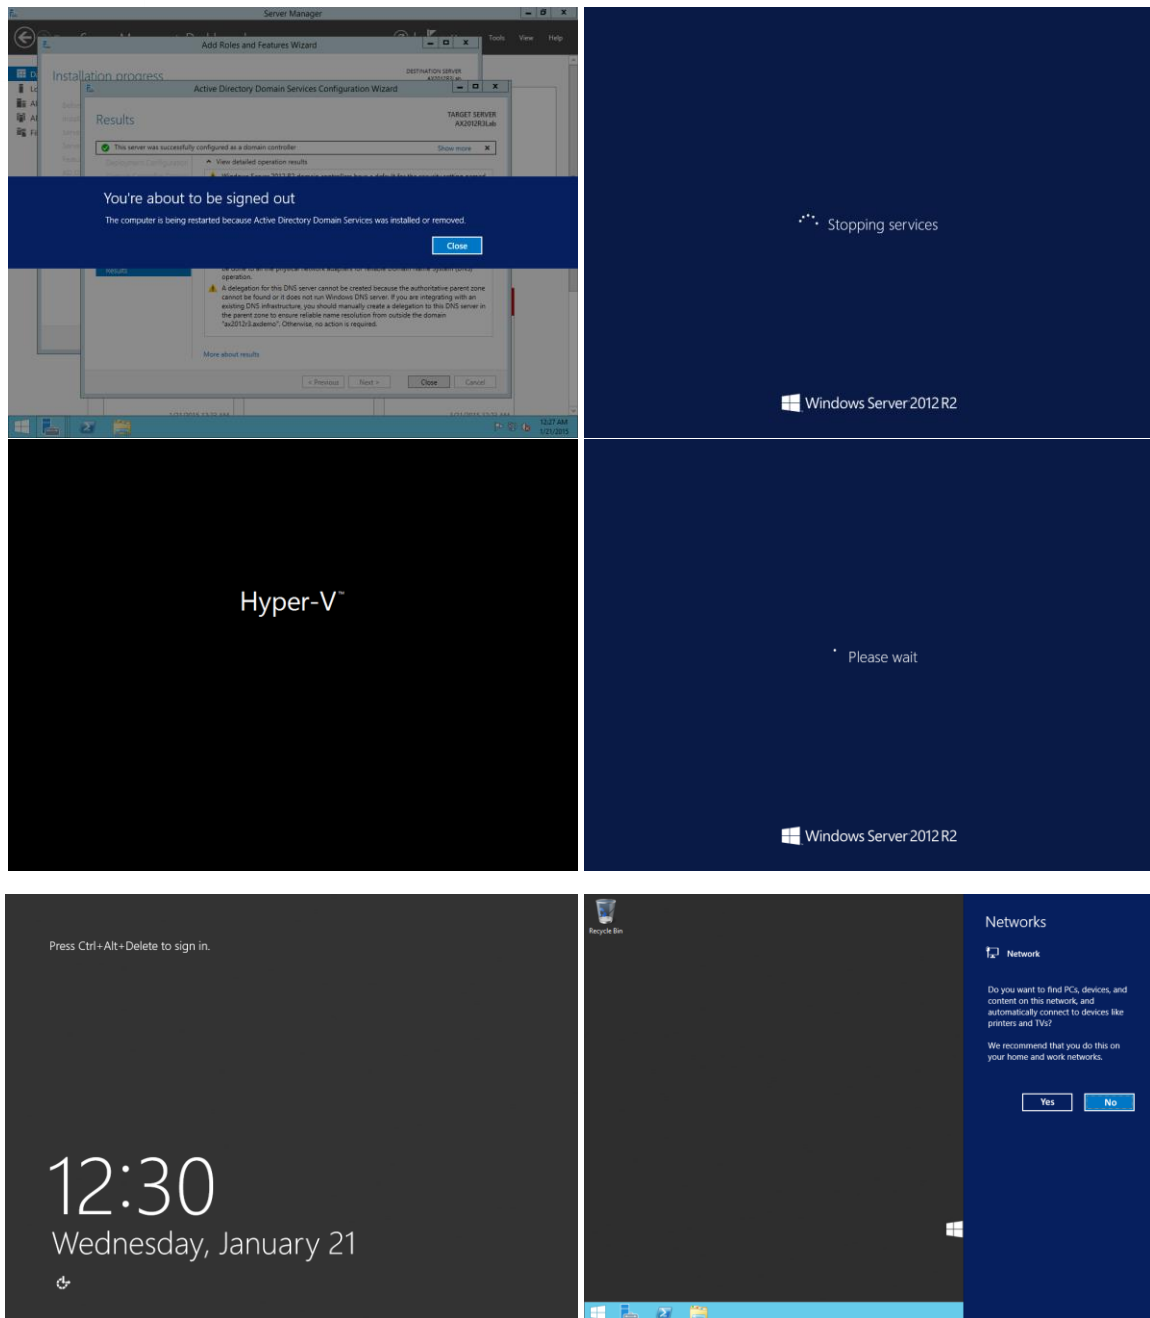 Server Manager
Tools View Help
Add Roles and Features Wizard
Installation progress
DESTINATION SERVER
Active Directory Domain Services Configuration Wizard
Results
TARGET SERVER
AX2012R3Lab
This server was successfully configured as a domain controller
Show more X
View detailed operation results
You're about to be signed out
The computer is being restarted because Active Directory Domain Services was installed or removed.
Close
Results
operation.
A delegation for this DNS server cannot be created because the authoritative parent zone
cannot be found or it does not run Windows DNS server. If you are integrating with an
existing DNS infrastructure, you should manually create a delegation to this DNS server in
the parent zone to ensure reliable name resolution from outside the domain
"ax2012r3.axdemo". Otherwise, no action is required.
More about results
< Previous Next > Close Cancel
12:27 AM
1/21/2015
Stopping services
Windows Server 2012 R2
Hyper-V™
Please wait
Windows Server 2012 R2
Press Ctrl+Alt+Delete to sign in.
12:30
Wednesday, January 21
Recycle Bin
Networks
Network
Do you want to find PCs, devices, and
content on this network, and
automatically connect to devices like
printers and TVs?
We recommend that you do this on
your home and work networks.
Yes No